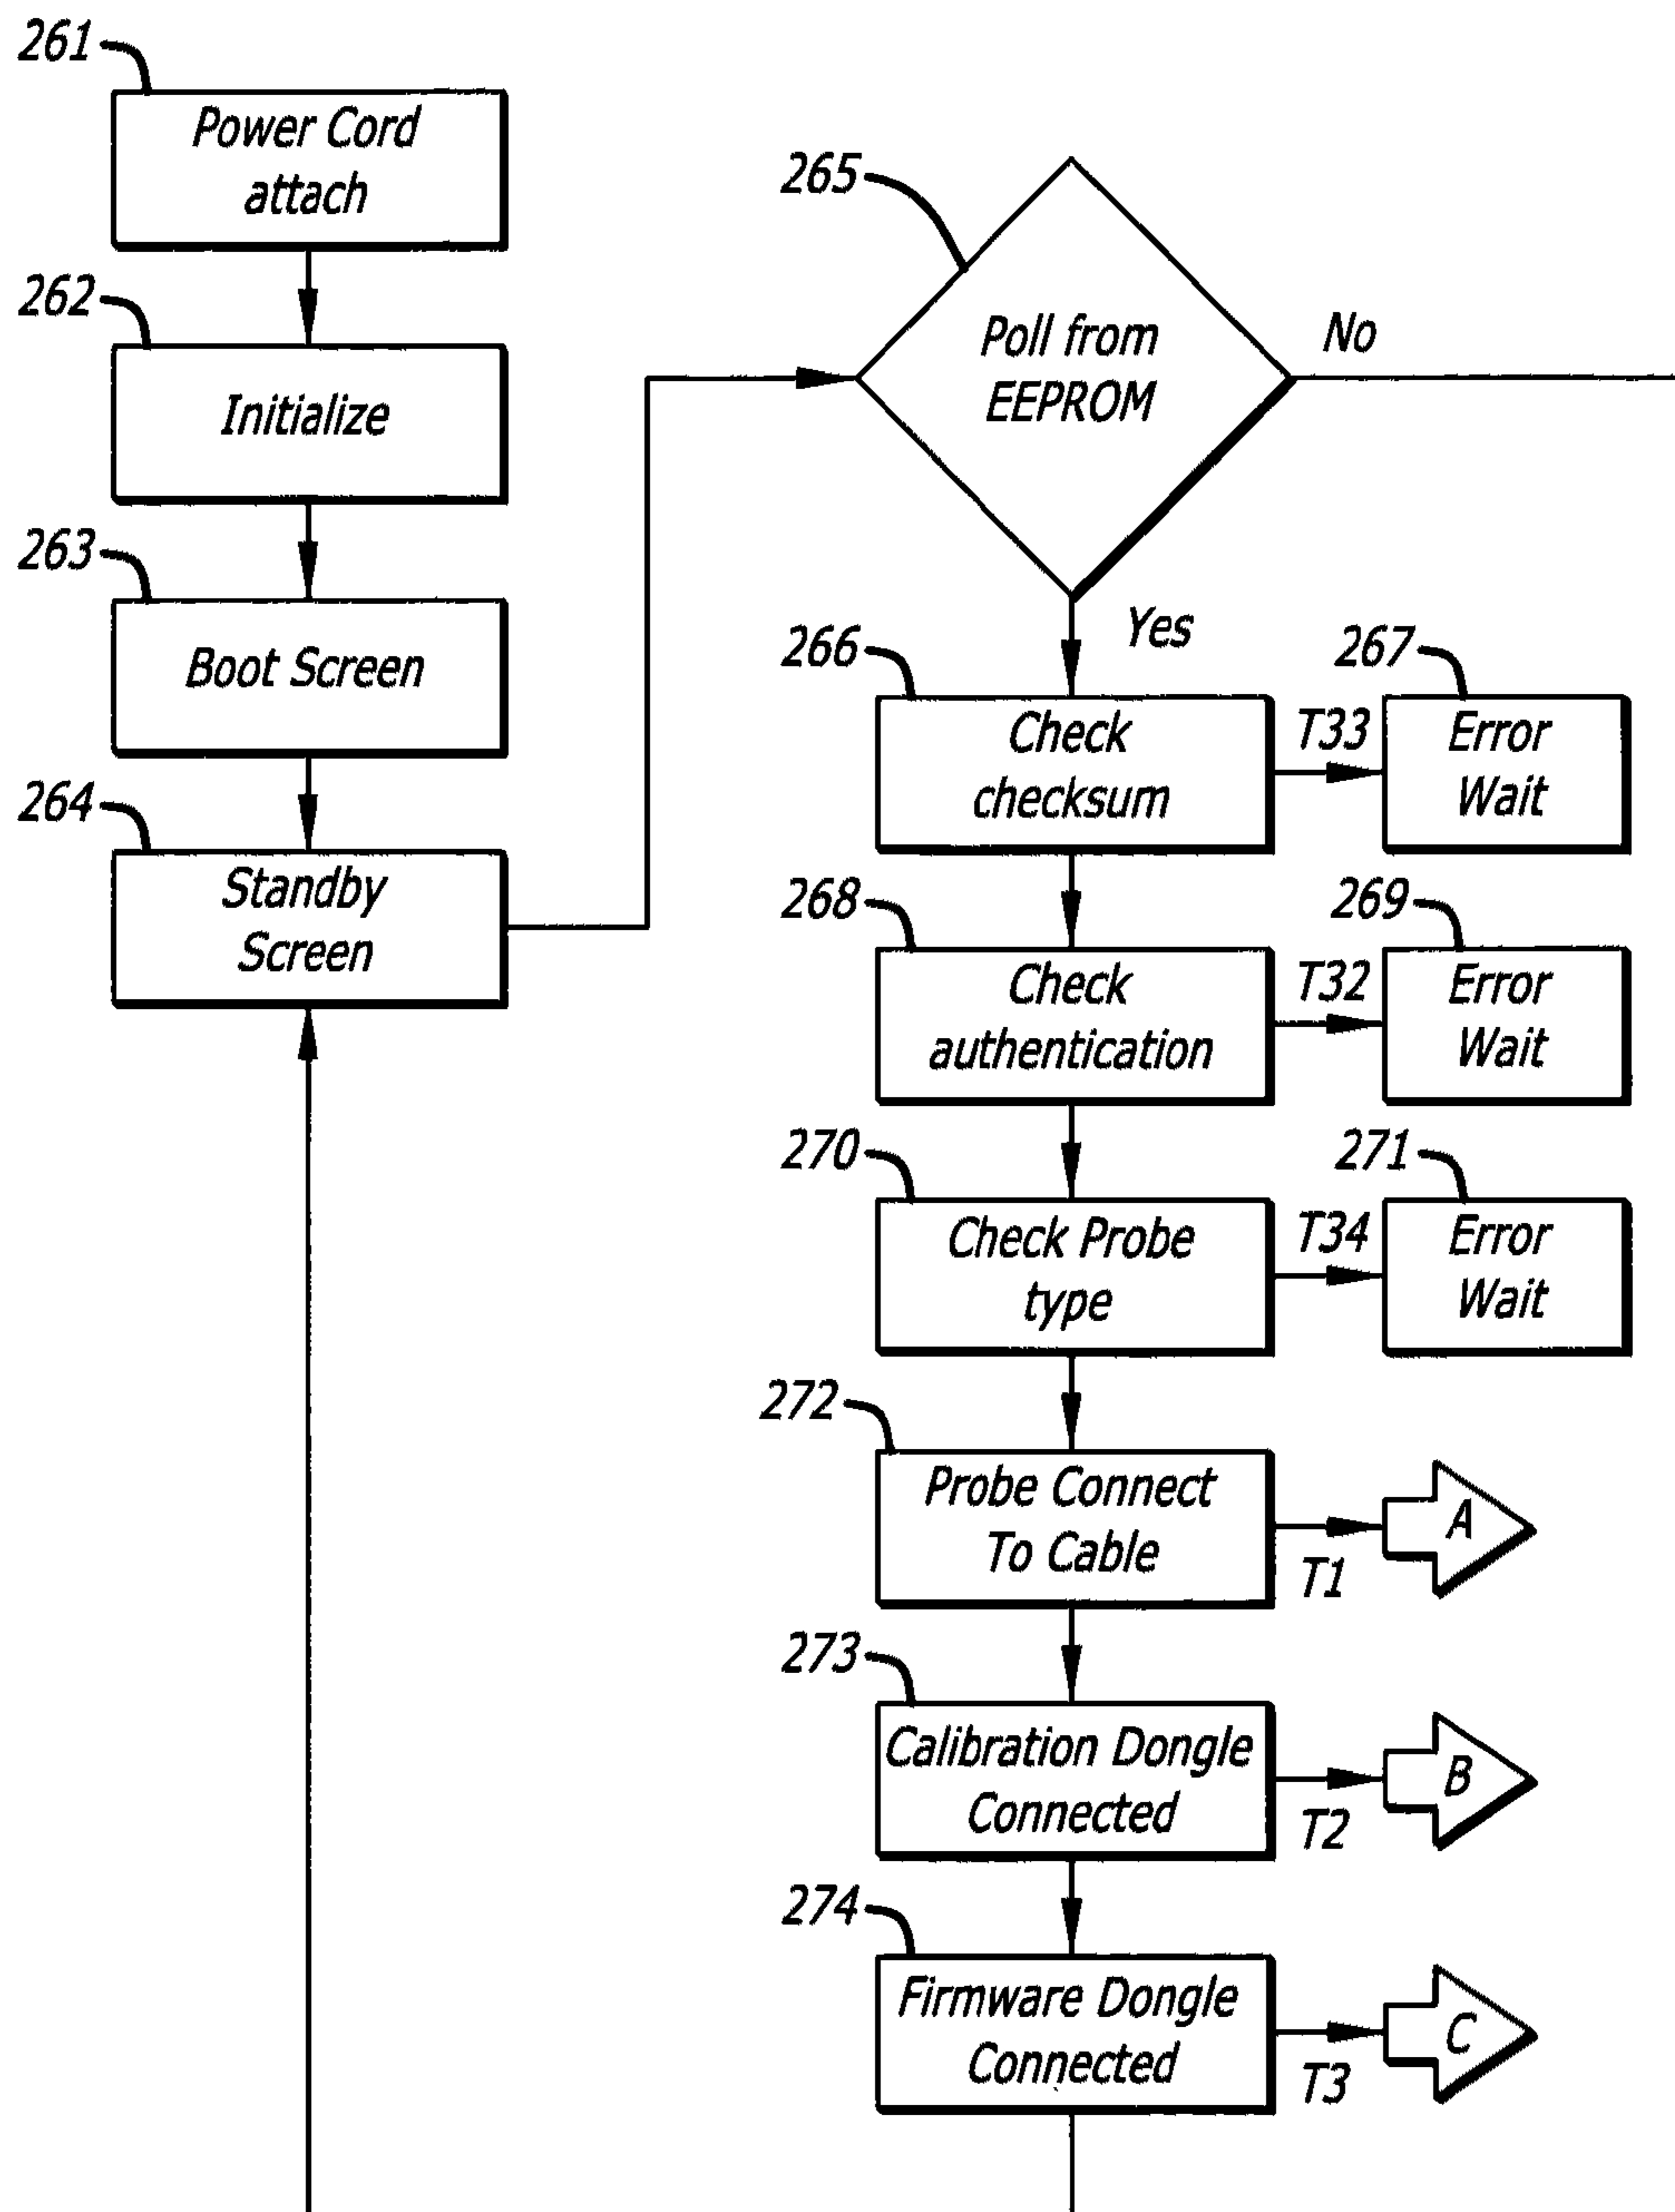 261
Power Cord
attach
262
Initialize
263
Boot Screen
264
Standby
Screen
265
Poll from
EEPROM
No
Yes
266
Check
checksum
T33
267
Error
Wait
268
Check
authentication
T32
269
Error
Wait
270
Check Probe
type
T34
271
Error
Wait
272
Probe Connect
To Cable
T1
A
273
Calibration Dongle
Connected
T2
B
274
Firmware Dongle
Connected
T3
C